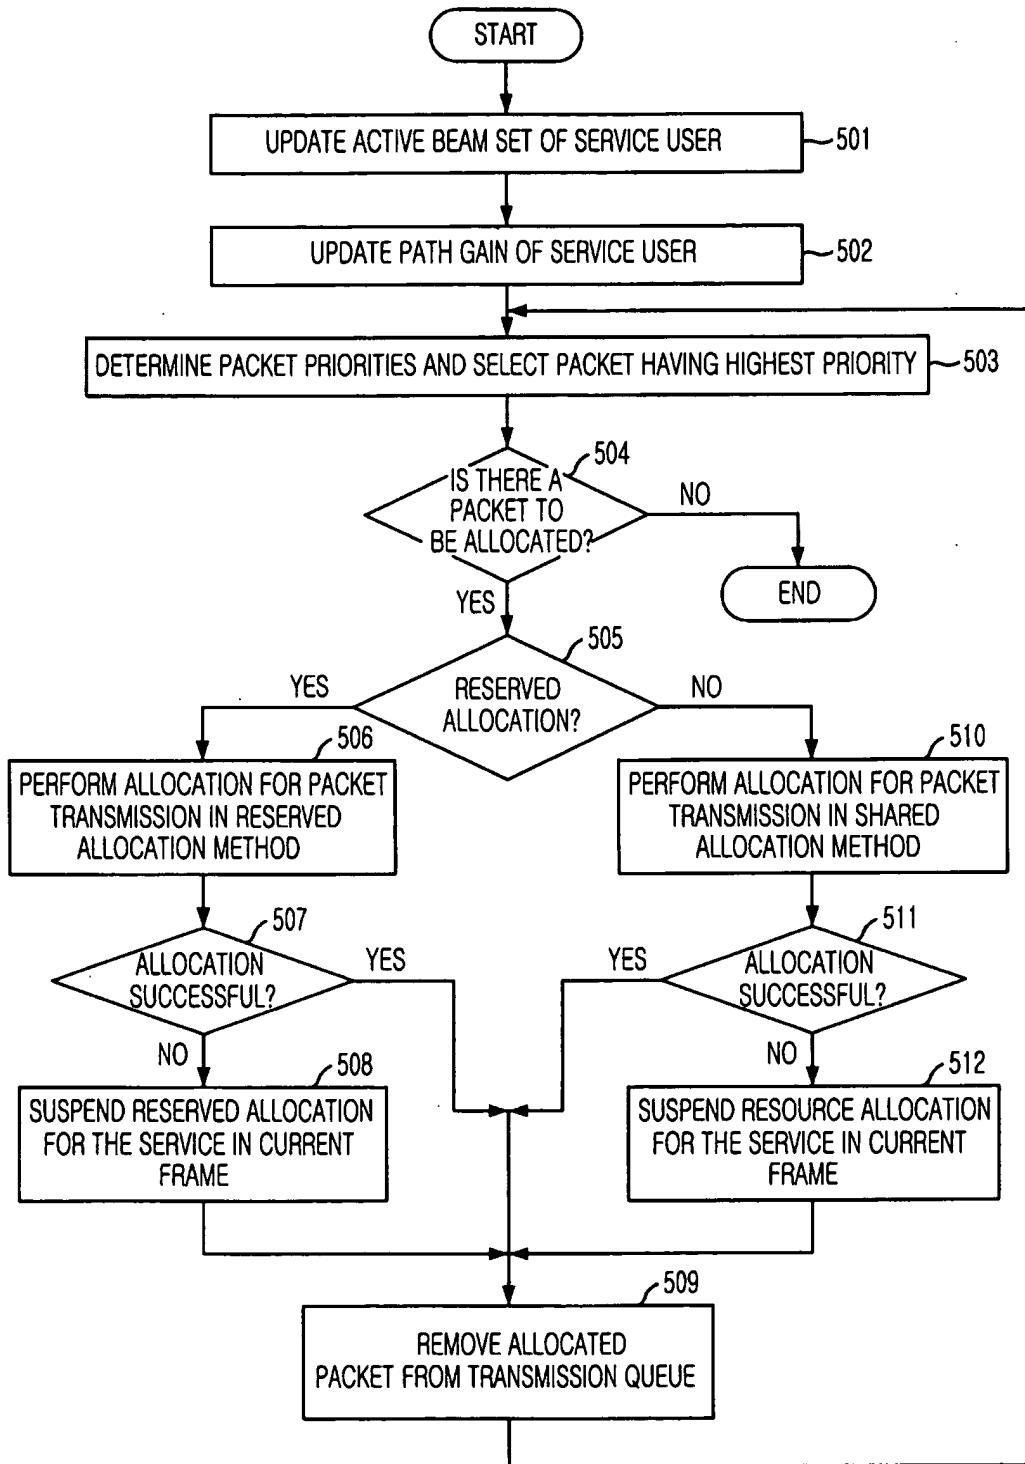 START
UPDATE ACTIVE BEAM SET OF SERVICE USER
501
UPDATE PATH GAIN OF SERVICE USER
502
DETERMINE PACKET PRIORITIES AND SELECT PACKET HAVING HIGHEST PRIORITY
503
504
IS THERE A
PACKET TO
BE ALLOCATED?
NO
END
YES
505
RESERVED
ALLOCATION?
YES
NO
506
PERFORM ALLOCATION FOR PACKET
TRANSMISSION IN RESERVED
ALLOCATION METHOD
510
PERFORM ALLOCATION FOR PACKET
TRANSMISSION IN SHARED
ALLOCATION METHOD
507
ALLOCATION
SUCCESSFUL?
YES
NO
511
ALLOCATION
SUCCESSFUL?
YES
NO
508
SUSPEND RESERVED ALLOCATION
FOR THE SERVICE IN CURRENT
FRAME
512
SUSPEND RESOURCE ALLOCATION
FOR THE SERVICE IN CURRENT
FRAME
509
REMOVE ALLOCATED
PACKET FROM TRANSMISSION QUEUE